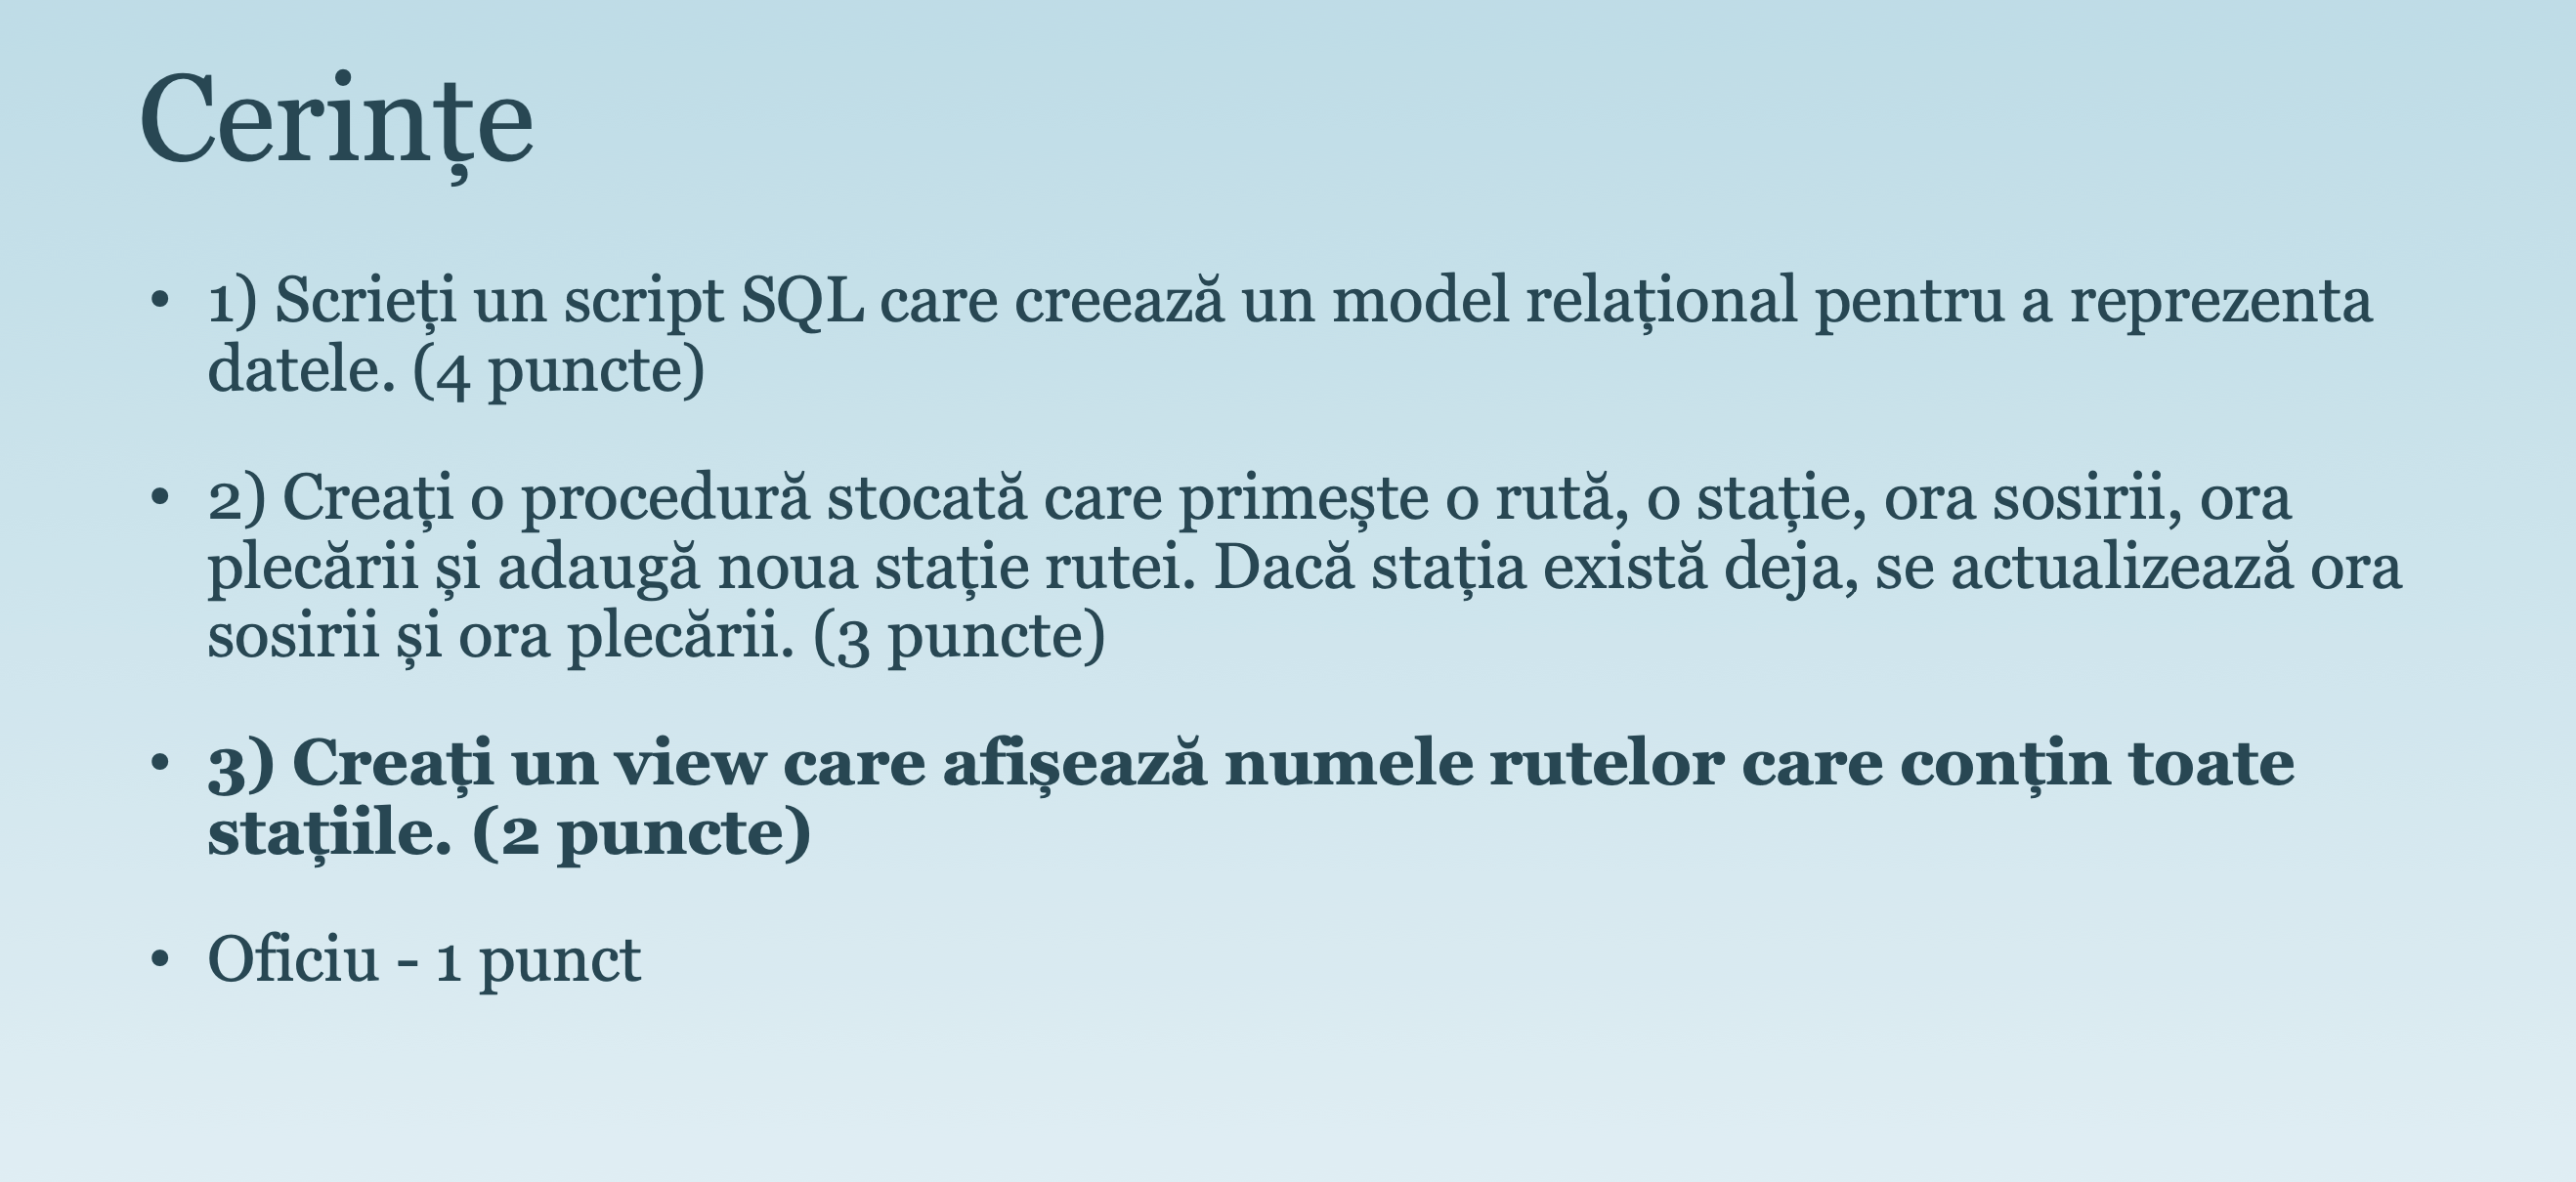 Cerințe
• 1) Scrieți un script SQL care creează un model relațional pentru a reprezenta
datele. (4 puncte)
• 2) Creați o procedură stocată care primește o rută, o stație, ora sosirii, ora
plecării și adaugă noua stație rutei. Dacă stația există deja, se actualizează ora
sosirii și ora plecării. (3 puncte)
• 3) Creați un view care afișează numele rutelor care conțin toate
stațiile. (2 puncte)
• Oficiu - 1 punct